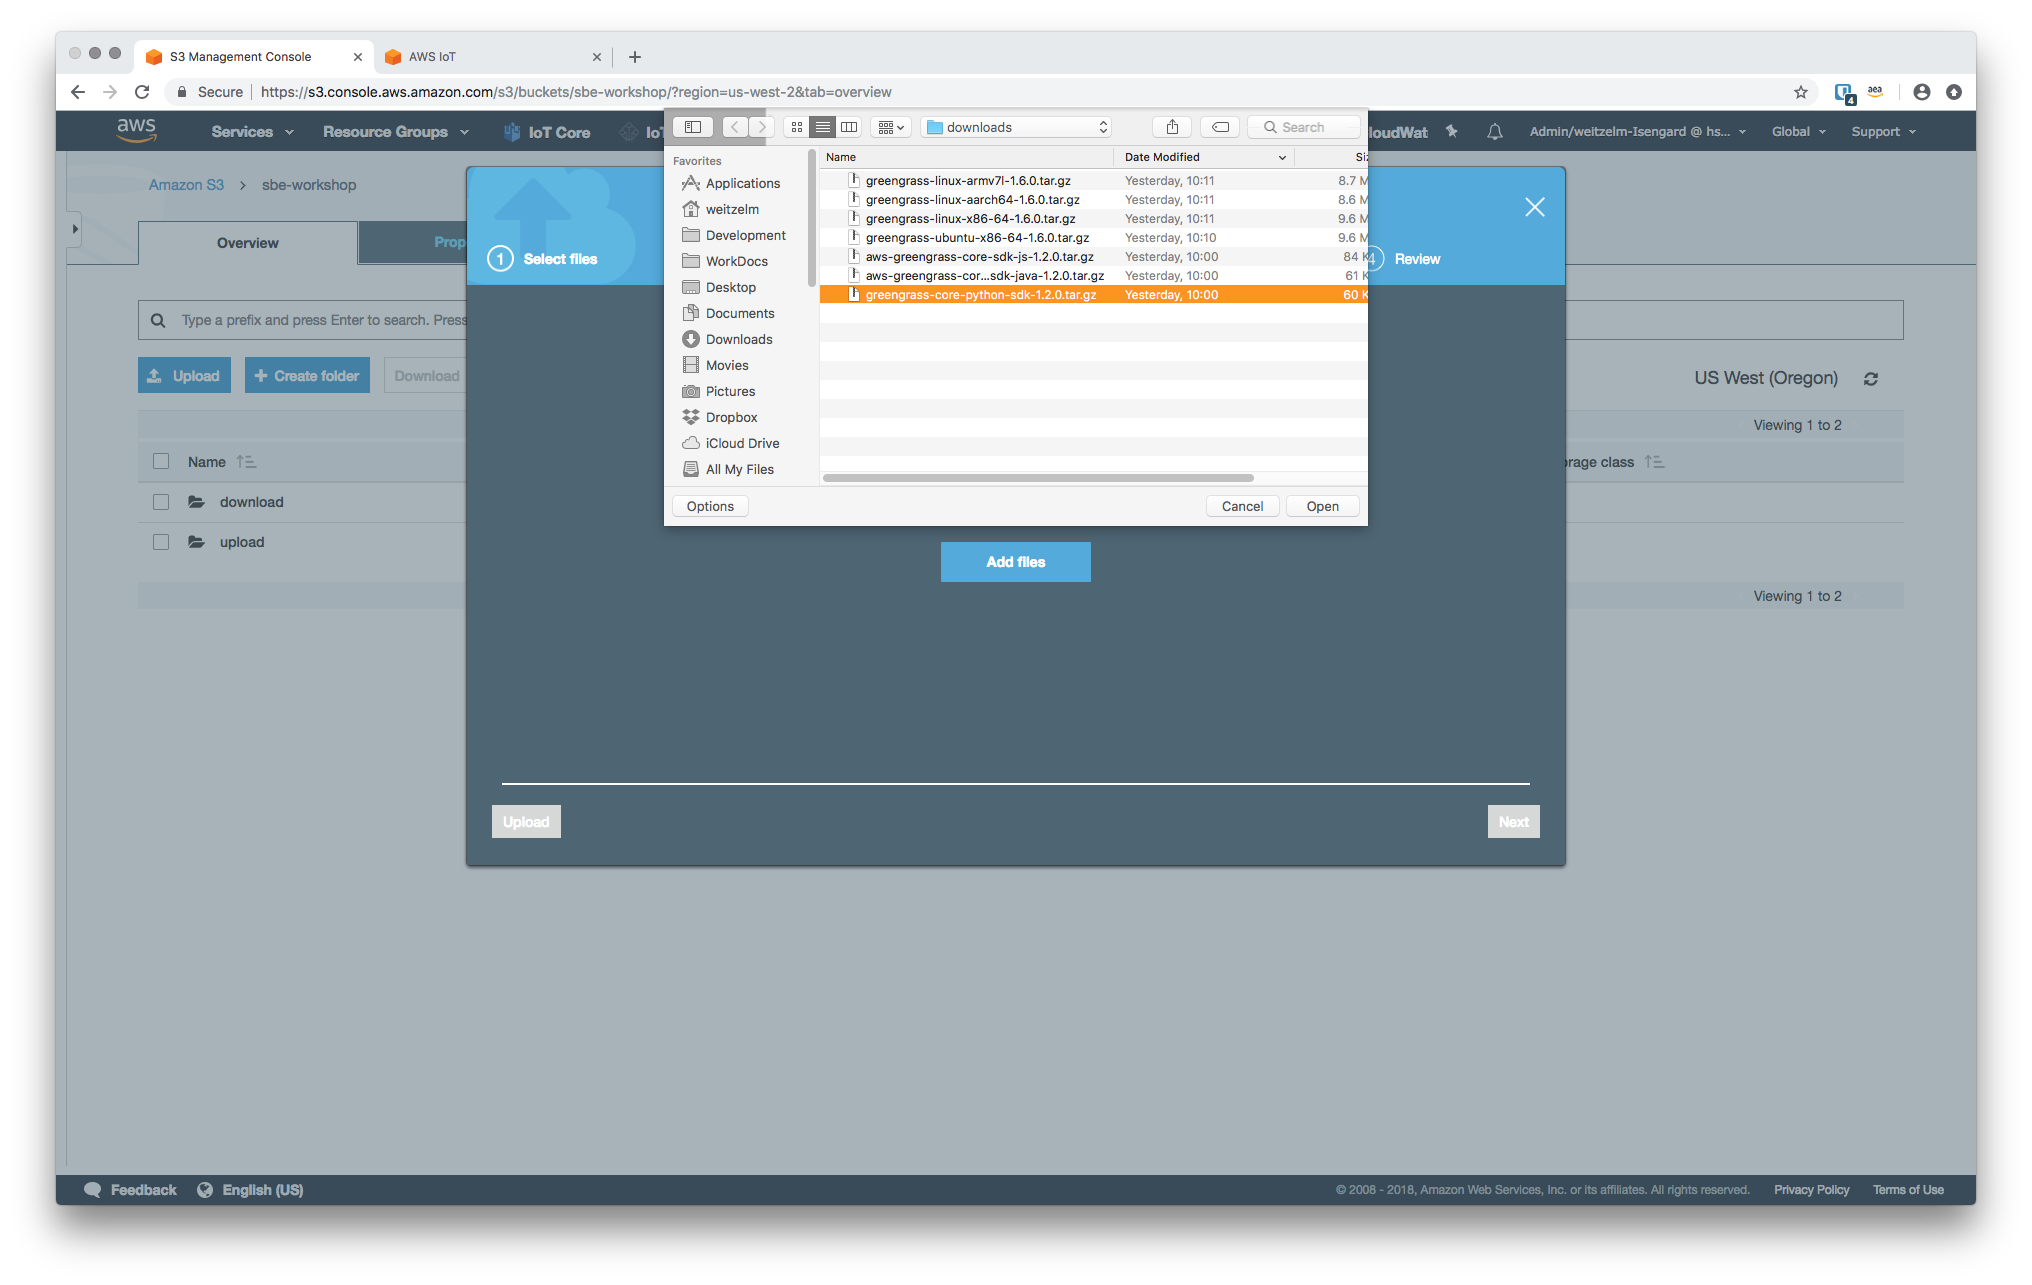 S3 Management Console
AWS IoT
Secure
https://s3.console.aws.amazon.com/s3/buckets/sbe-workshop/?region=us-west-2&tab=overview
4
aea
aws
Services
Resource Groups
IoT Core
IoT
downloads
Search
loudWat
Admin/weitzelm-Isengard @ hs...
Global
Support
Amazon S3 > sbe-workshop
Overview
Prop
1 Select files
4 Review
Favorites
Applications
weitzelm
Development
WorkDocs
Desktop
Documents
Downloads
Movies
Pictures
Dropbox
iCloud Drive
All My Files
Name Date Modified Siz
greengrass-linux-armv7l-1.6.0.tar.gz Yesterday, 10:11 8.7 M
greengrass-linux-aarch64-1.6.0.tar.gz Yesterday, 10:11 8.6 M
greengrass-linux-x86-64-1.6.0.tar.gz Yesterday, 10:11 9.6 M
greengrass-ubuntu-x86-64-1.6.0.tar.gz Yesterday, 10:10 9.6 M
aws-greengrass-core-sdk-js-1.2.0.tar.gz Yesterday, 10:00 84 K
aws-greengrass-cor...sdk-java-1.2.0.tar.gz Yesterday, 10:00 61 K
greengrass-core-python-sdk-1.2.0.tar.gz Yesterday, 10:00 60 K
Options
Cancel
Open
Type a prefix and press Enter to search. Press
Upload
Create folder
Download
US West (Oregon)
Viewing 1 to 2
Name
rage class
download
upload
Viewing 1 to 2
Add files
Upload
Next
Feedback
English (US)
© 2008 - 2018, Amazon Web Services, Inc. or its affiliates. All rights reserved.
Privacy Policy
Terms of Use